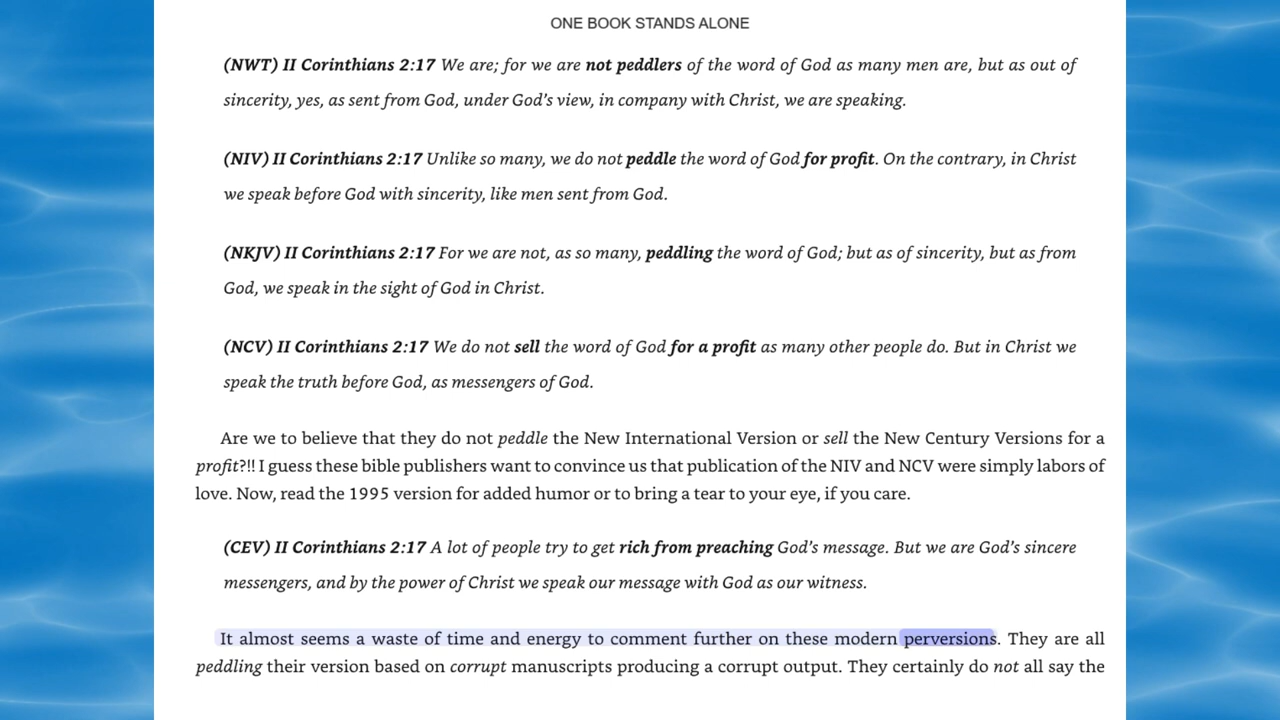 ONE BOOK STANDS ALONE
(NWT) II Corinthians 2:17 We are; for we are not peddlers of the word of God as many men are, but as out of
sincerity, yes, as sent from God, under God’s view, in company with Christ, we are speaking.
(NIV) II Corinthians 2:17 Unlike so many, we do not peddle the word of God for profit. On the contrary, in Christ
we speak before God with sincerity, like men sent from God.
(NKJV) II Corinthians 2:17 For we are not, as so many, peddling the word of God; but as of sincerity, but as from
God, we speak in the sight of God in Christ.
(NCV) II Corinthians 2:17 We do not sell the word of God for a profit as many other people do. But in Christ we
speak the truth before God, as messengers of God.
Are we to believe that they do not peddle the New International Version or sell the New Century Versions for a
profit?!! I guess these bible publishers want to convince us that publication of the NIV and NCV were simply labors of
love. Now, read the 1995 version for added humor or to bring a tear to your eye, if you care.
(CEV) II Corinthians 2:17 A lot of people try to get rich from preaching God’s message. But we are God’s sincere
messengers, and by the power of Christ we speak our message with God as our witness.
It almost seems a waste of time and energy to comment further on these modern perversions. They are all
peddling their version based on corrupt manuscripts producing a corrupt output. They certainly do not all say the